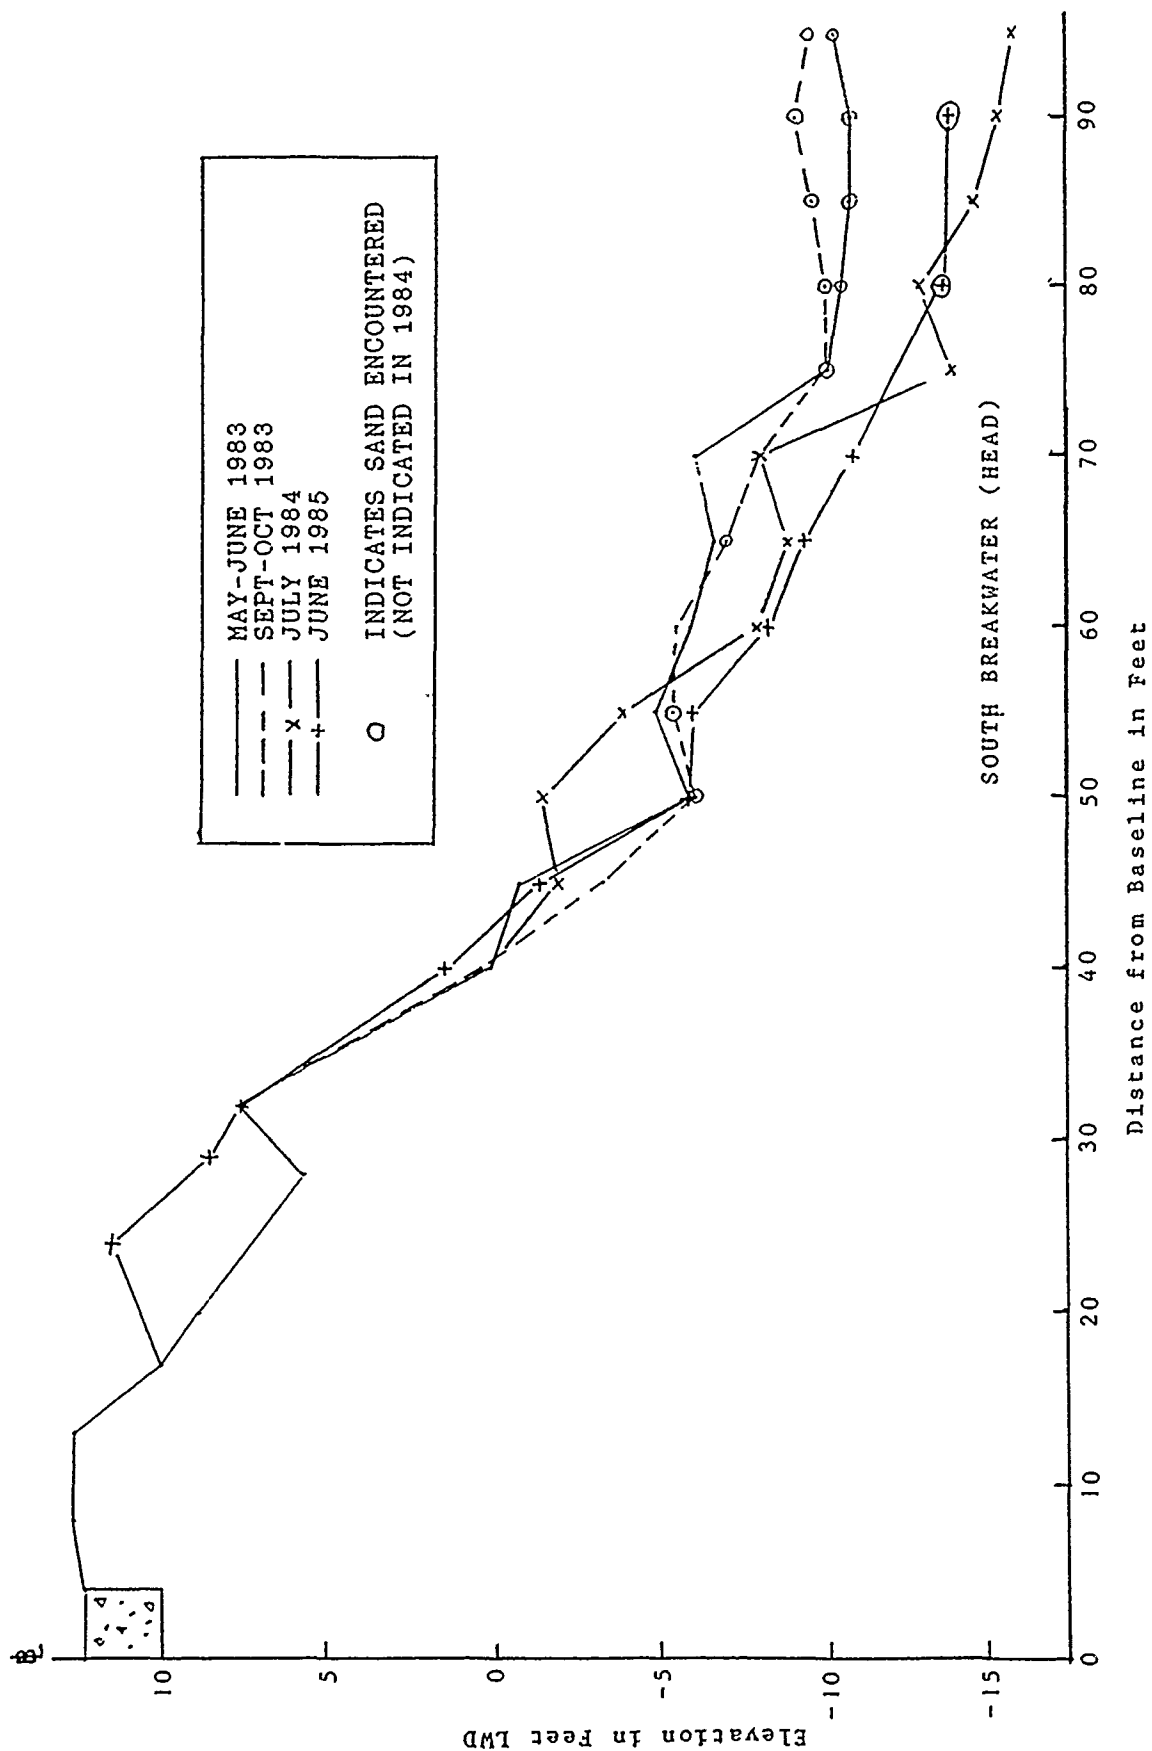 MAY-JUNE 1983
SEPT-OCT 1983
JULY 1984
JUNE 1985
INDICATES SAND ENCOUNTERED
(NOT INDICATED IN 1984)
SOUTH BREAKWATER (HEAD)
Elevation in Feet LWD
10
5
0
-5
-10
-15
0
10
20
30
40
50
60
70
80
90
Distance from Baseline in Feet